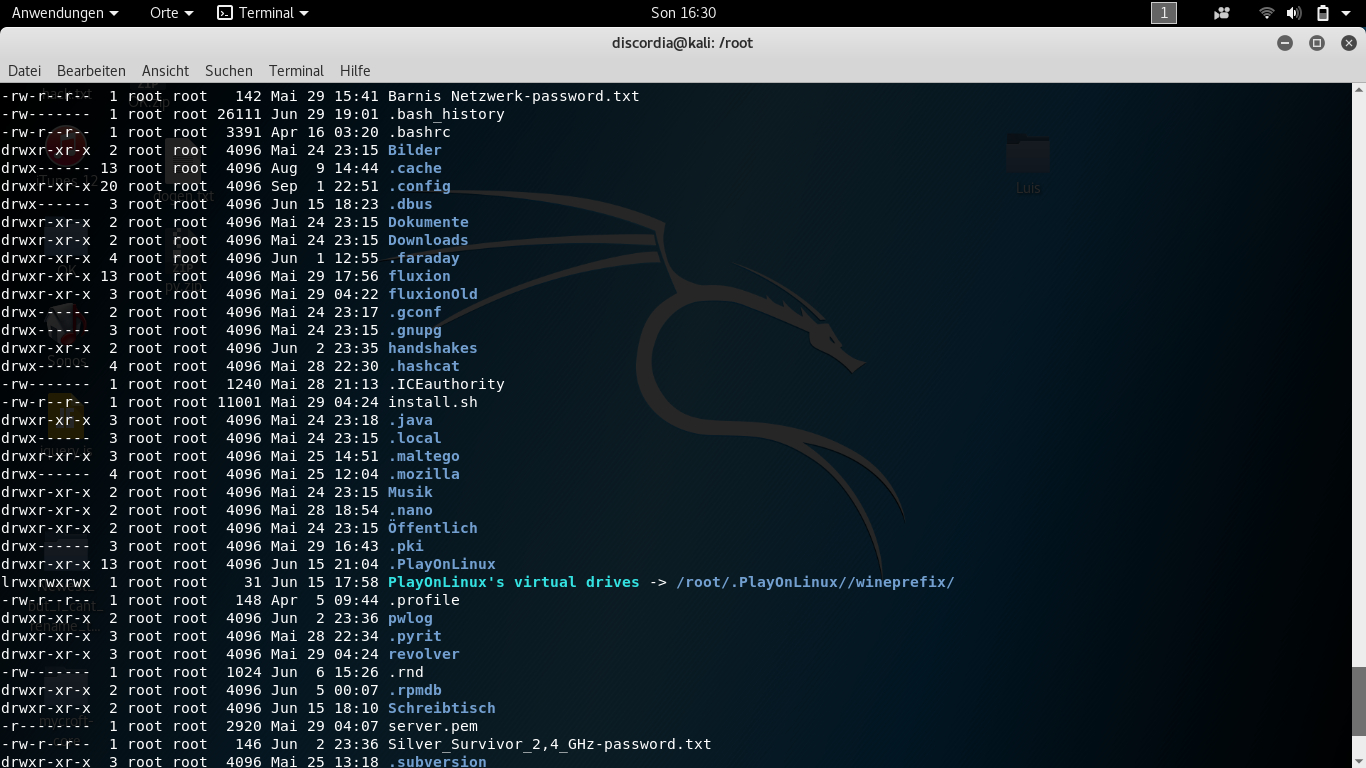 Anwendungen Orte Terminal Son 16:30 1
discordia@kali: /root
Datei Bearbeiten Ansicht Suchen Terminal Hilfe
-rw-r--r-- 1 root root 142 Mai 29 15:41 Barnis Netzwerk-password.txt
-rw------- 1 root root 26111 Jun 29 19:01 .bash_history
-rw-r--r-- 1 root root 3391 Apr 16 03:20 .bashrc
drwxr-xr-x 2 root root 4096 Mai 24 23:15 Bilder
drwx------ 13 root root 4096 Aug 9 14:44 .cache
drwxr-xr-x 20 root root 4096 Sep 1 22:51 .config
drwx------ 3 root root 4096 Jun 15 18:23 .dbus
drwxr-xr-x 2 root root 4096 Mai 24 23:15 Dokumente
drwxr-xr-x 2 root root 4096 Mai 24 23:15 Downloads
drwxr-xr-x 4 root root 4096 Jun 1 12:55 .faraday
drwxr-xr-x 13 root root 4096 Mai 29 17:56 fluxion
drwxr-xr-x 3 root root 4096 Mai 29 04:22 fluxionOld
drwx------ 2 root root 4096 Mai 24 23:17 .gconf
drwx------ 3 root root 4096 Mai 24 23:15 .gnupg
drwxr-xr-x 2 root root 4096 Jun 2 23:35 handshakes
drwx------ 4 root root 4096 Mai 28 22:30 .hashcat
-rw------- 1 root root 1240 Mai 28 21:13 .ICEauthority
-rw-r--r-- 1 root root 11001 Mai 29 04:24 install.sh
drwxr-xr-x 3 root root 4096 Mai 24 23:18 .java
drwx------ 3 root root 4096 Mai 24 23:15 .local
drwxr-xr-x 3 root root 4096 Mai 25 14:51 .maltego
drwx------ 4 root root 4096 Mai 25 12:04 .mozilla
drwxr-xr-x 2 root root 4096 Mai 24 23:15 Musik
drwxr-xr-x 2 root root 4096 Mai 28 18:54 .nano
drwxr-xr-x 2 root root 4096 Mai 24 23:15 Öffentlich
drwx------ 3 root root 4096 Mai 29 16:43 .pki
drwxr-xr-x 13 root root 4096 Jun 15 21:04 .PlayOnLinux
lrwxrwxrwx 1 root root 31 Jun 15 17:58 PlayOnLinux's virtual drives -> /root/.PlayOnLinux//wineprefix/
-rw-r--r-- 1 root root 148 Apr 5 09:44 .profile
drwxr-xr-x 2 root root 4096 Jun 2 23:36 pwlog
drwxr-xr-x 3 root root 4096 Mai 28 22:34 .pyrit
drwxr-xr-x 3 root root 4096 Mai 29 04:24 revolver
-rw------- 1 root root 1024 Jun 6 15:26 .rnd
drwxr-xr-x 2 root root 4096 Jun 5 00:07 .rpmdb
drwxr-xr-x 2 root root 4096 Jun 15 18:10 Schreibtisch
-r-------- 1 root root 2920 Mai 29 04:07 server.pem
-rw-r--r-- 1 root root 146 Jun 2 23:36 Silver_Survivor_2,4_GHz-password.txt
drwxr-xr-x 3 root root 4096 Mai 25 13:18 .subversion
Luis